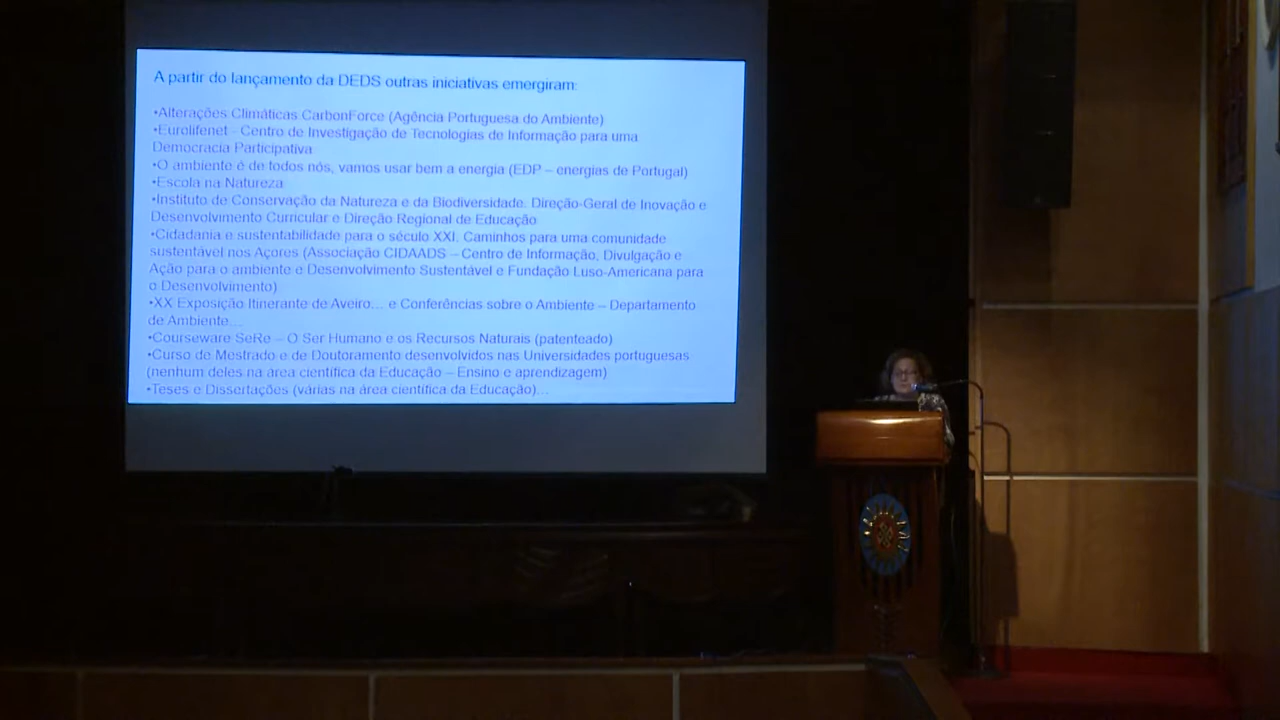 A partir do lançamento da DEDS outras iniciativas emergiram:
•Alterações Climáticas CarbonForce (Agência Portuguesa do Ambiente)
•Eurolifenet - Centro de Investigação de Tecnologias de Informação para uma
Democracia Participativa
•O ambiente é de todos nós, vamos usar bem a energia (EDP – energias de Portugal)
•Escola na Natureza
•Instituto de Conservação da Natureza e da Biodiversidade. Direção-Geral de Inovação e
Desenvolvimento Curricular e Direção Regional de Educação
•Cidadania e sustentabilidade para o século XXI. Caminhos para uma comunidade
sustentável nos Açores (Associação CIDAADS – Centro de Informação, Divulgação e
Ação para o ambiente e Desenvolvimento Sustentável e Fundação Luso-Americana para
o Desenvolvimento)
•XX Exposição Itinerante de Aveiro... e Conferências sobre o Ambiente – Departamento
de Ambiente...
•Courseware SeRe – O Ser Humano e os Recursos Naturais (patenteado)
•Curso de Mestrado e de Doutoramento desenvolvidos nas Universidades portuguesas
(nenhum deles na área científica da Educação – Ensino e aprendizagem)
•Teses e Dissertações (várias na área científica da Educação)...